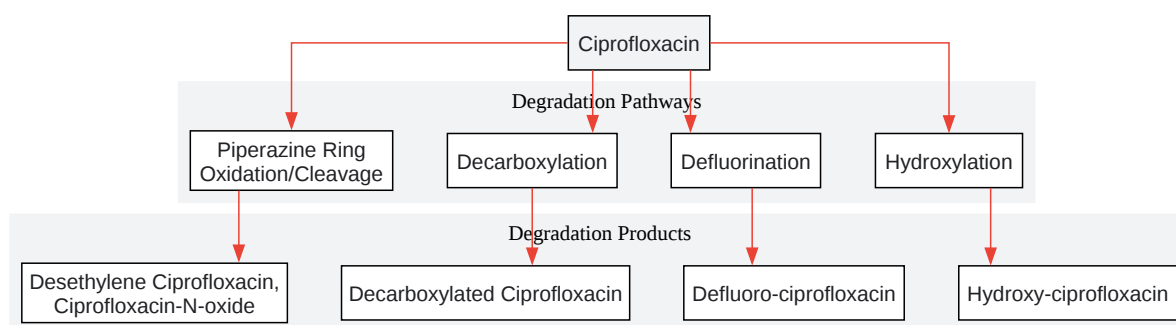 Ciprofloxacin
Degradation Pathways
Piperazine Ring
Oxidation/Cleavage
Decarboxylation
Defluorination
Hydroxylation
Degradation Products
Desethylene Ciprofloxacin,
Ciprofloxacin-N-oxide
Decarboxylated Ciprofloxacin
Defluoro-ciprofloxacin
Hydroxy-ciprofloxacin